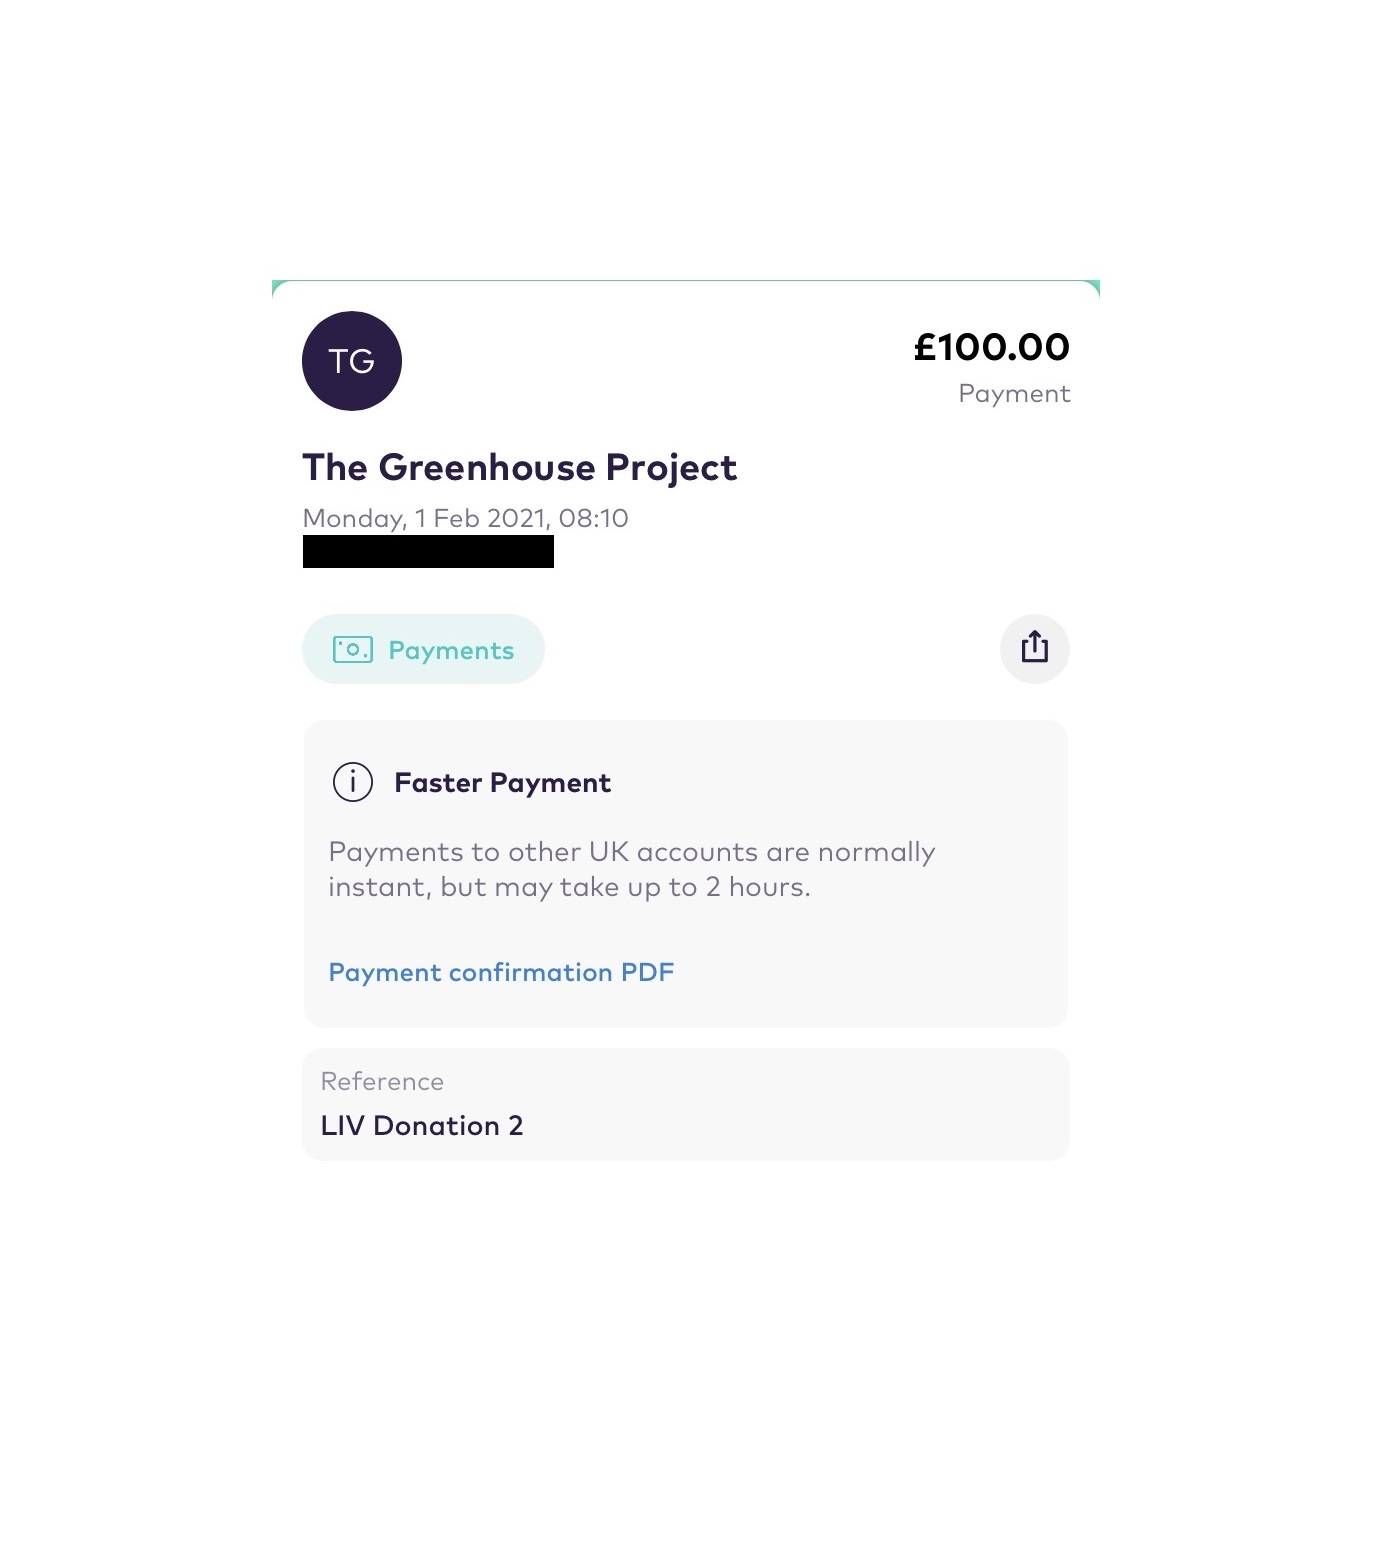 TG
£100.00
Payment
The Greenhouse Project
Monday, 1 Feb 2021, 08:10
Payments
Faster Payment
Payments to other UK accounts are normally
instant, but may take up to 2 hours.
Payment confirmation PDF
Reference
LIV Donation 2